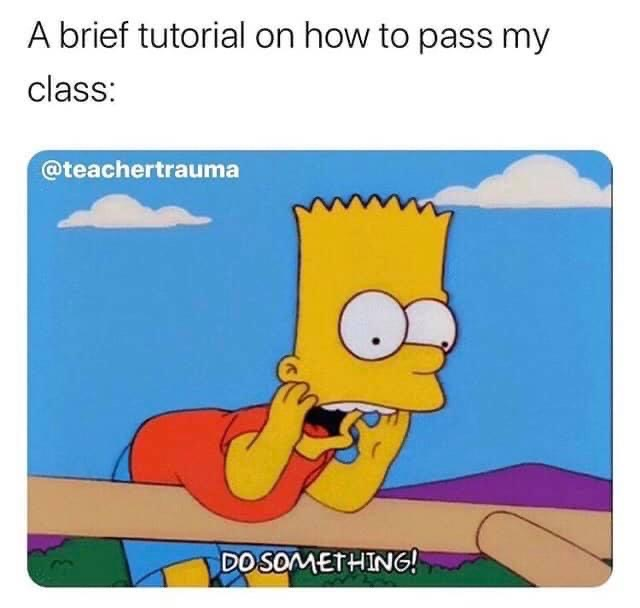 A brief tutorial on how to pass my
class:
@teachertrauma
DO SOMETHING!